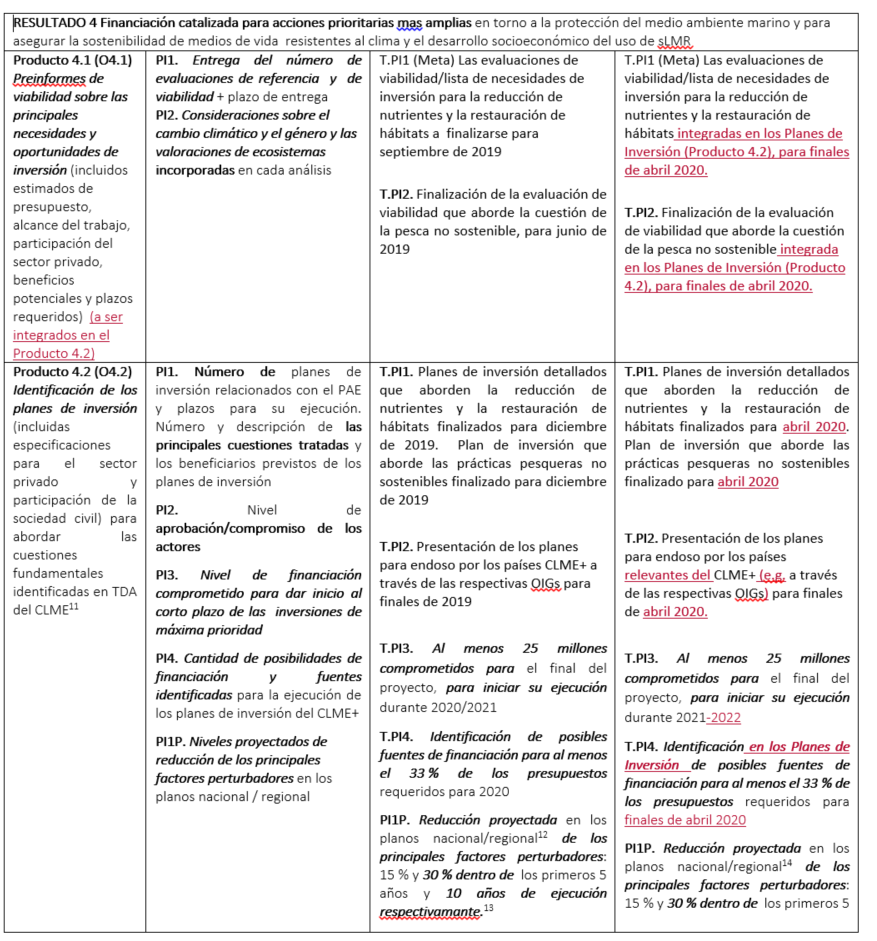 RESULTADO 4 Financiación catalizada para acciones prioritarias mas amplias en torno a la protección del medio ambiente marino y para
asegurar la sostenibilidad de medios de vida resistentes al clima y el desarrollo socioeconómico del uso de sLMR
Producto 4.1 (O4.1)
Preinformes de
viabilidad sobre las
principales
necesidades y
oportunidades de
inversión (incluidos
estimados de
presupuesto,
alcance del trabajo,
participación del
sector privado,
beneficios
potenciales y plazos
requeridos) (a ser
integrados en el
Producto 4.2)
PI1. Entrega del número de
evaluaciones de referencia y de
viabilidad + plazo de entrega
PI2. Consideraciones sobre el
cambio climático y el género y las
valoraciones de ecosistemas
incorporadas en cada análisis
T.PI1 (Meta) Las evaluaciones de
viabilidad/lista de necesidades de
inversión para la reducción de
nutrientes y la restauración de
hábitats a finalizarse para
septiembre de 2019
T.PI2. Finalización de la evaluación de
viabilidad que aborde la cuestión de
la pesca no sostenible, para junio de
2019
T.PI1 (Meta) Las evaluaciones de
viabilidad/lista de necesidades de
inversión para la reducción de
nutrientes y la restauración de
hábitats integradas en los Planes de
Inversión (Producto 4.2), para finales
de abril 2020.
T.PI2. Finalización de la evaluación
de viabilidad que aborde la cuestión
de la pesca no sostenible integrada
en los Planes de Inversión (Producto
4.2), para finales de abril 2020.
Producto 4.2 (O4.2)
Identificación de los
planes de inversión
(incluidas
especificaciones
para el sector
privado y
participación de la
sociedad civil) para
abordar las
cuestiones
fundamentales
identificadas en TDA
del CLME11
PI1. Número de planes de
inversión relacionados con el PAE
y plazos para su ejecución.
Número y descripción de las
principales cuestiones tratadas y
los beneficiarios previstos de los
planes de inversión
PI2. Nivel de
aprobación/compromiso de los
actores
PI3. Nivel de financiación
comprometido para dar inicio al
corto plazo de las inversiones de
máxima prioridad
PI4. Cantidad de posibilidades de
financiación y fuentes
identificadas para la ejecución de
los planes de inversión del CLME+
PI1P. Niveles proyectados de
reducción de los principales
factores perturbadores en los
planos nacional / regional
T.PI1. Planes de inversión detallados
que aborden la reducción de
nutrientes y la restauración de
hábitats finalizados para diciembre
de 2019. Plan de inversión que
aborde las prácticas pesqueras no
sostenibles finalizado para diciembre
de 2019
T.PI2. Presentación de los planes
para endoso por los países CLME+ a
través de las respectivas OIGs para
finales de 2019
T.PI3. Al menos 25 millones
comprometidos para el final del
proyecto, para iniciar su ejecución
durante 2020/2021
T.PI4. Identificación de posibles
fuentes de financiación para al menos
el 33 % de los presupuestos
requeridos para 2020
PI1P. Reducción proyectada en los
planos nacional/regional12 de los
principales factores perturbadores:
15 % y 30 % dentro de los primeros 5
años y 10 años de ejecución
respectivamante.13
T.PI1. Planes de inversión detallados
que aborden la reducción de
nutrientes y la restauración de
hábitats finalizados para abril 2020.
Plan de inversión que aborde las
prácticas pesqueras no sostenibles
finalizado para abril 2020
T.PI2. Presentación de los planes
para endoso por los países
relevantes del CLME+ (e.g. a través
de las respectivas OIGs) para finales
de abril 2020.
T.PI3. Al menos 25 millones
comprometidos para el final del
proyecto, para iniciar su ejecución
durante 2021-2022
T.PI4. Identificación en los Planes de
Inversión de posibles fuentes de
financiación para al menos el 33 % de
los presupuestos requeridos para
finales de abril 2020
PI1P. Reducción proyectada en los
planos nacional/regional14 de los
principales factores perturbadores:
15 % y 30 % dentro de los primeros 5